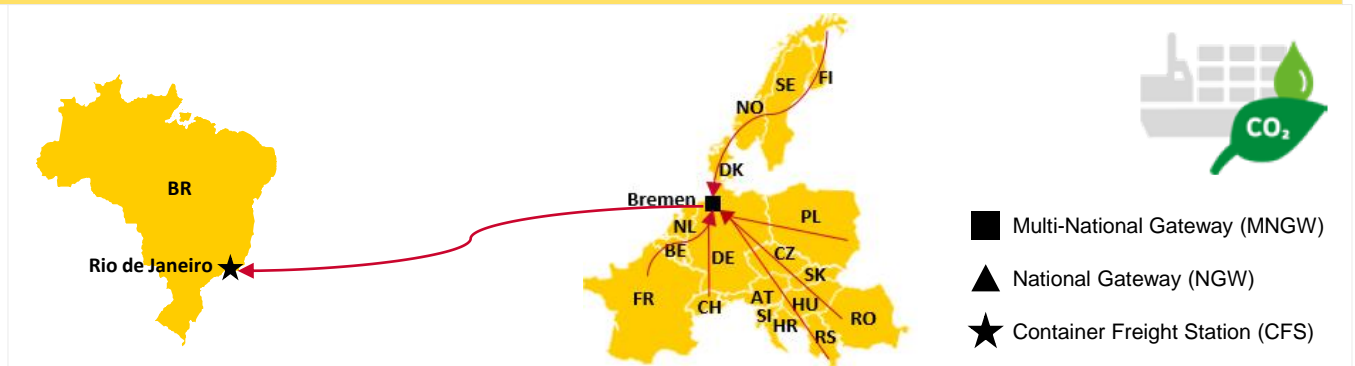 BR
Rio de Janeiro
SE
FI
NO
DK
Bremen
NL
PL
BE
DE
CZ
SK
FR
CH
AT
HU
SI
HR
RS
RO
CO₂
Multi-National Gateway (MNGW)
National Gateway (NGW)
Container Freight Station (CFS)